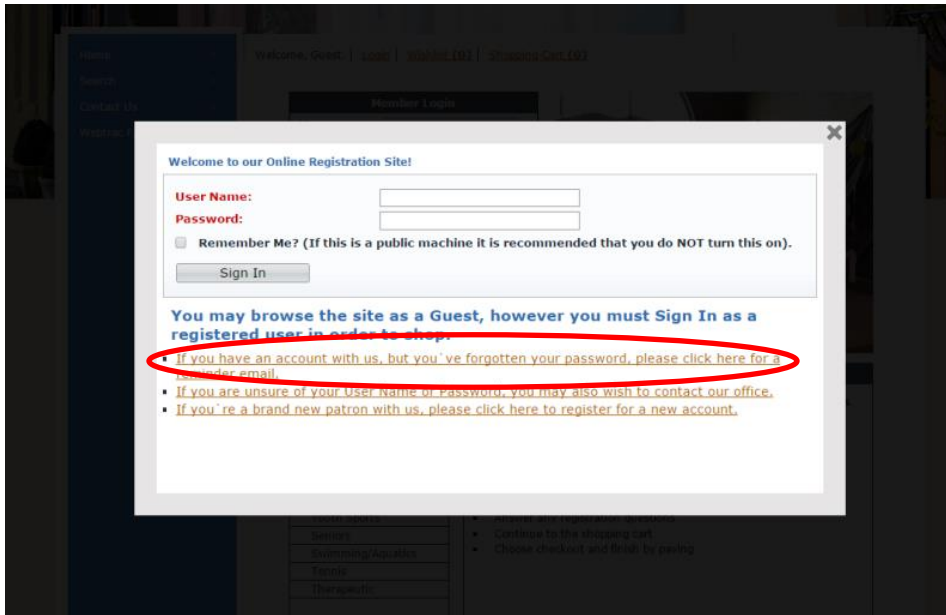 Home
Welcome, Guest: | Login | Wishlist (0) | Shopping Cart (0)
Search
Contact Us
Member Login
Welcome to our Online Registration Site!
User Name:
Password:
Remember Me? (If this is a public machine it is recommended that you do NOT turn this on).
Sign In
You may browse the site as a Guest, however you must Sign In as a
registered user in order to shop.
If you have an account with us, but you`ve forgotten your password, please click here for a
reminder email.
If you are unsure of your User Name or Password, you may also wish to contact our office.
If you`re a brand new patron with us, please click here to register for a new account.
Youth Sports
Seniors
Swimming/Aquatics
Tennis
Therapeutic
Answer any registration questions
Continue to the shopping cart
Choose checkout and finish by paying